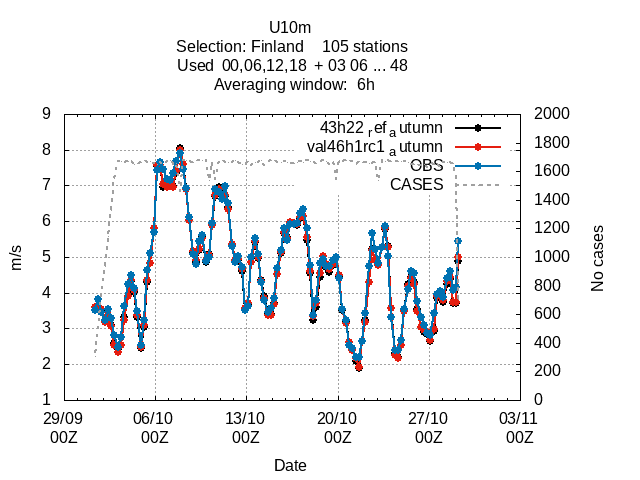 U10m
Selection: Finland 105 stations
Used 00,06,12,18 + 03 06 ... 48
Averaging window: 6h
9
8
7
6
5
4
3
2
1
m/s
2000
1800
1600
1400
1200
1000
800
600
400
200
0
No cases
43h22 ref a utumn
val46h1rc1 a utumn
OBS
CASES
29/09 06/10 13/10 20/10 27/10 03/11
00Z 00Z 00Z 00Z 00Z 00Z
Date